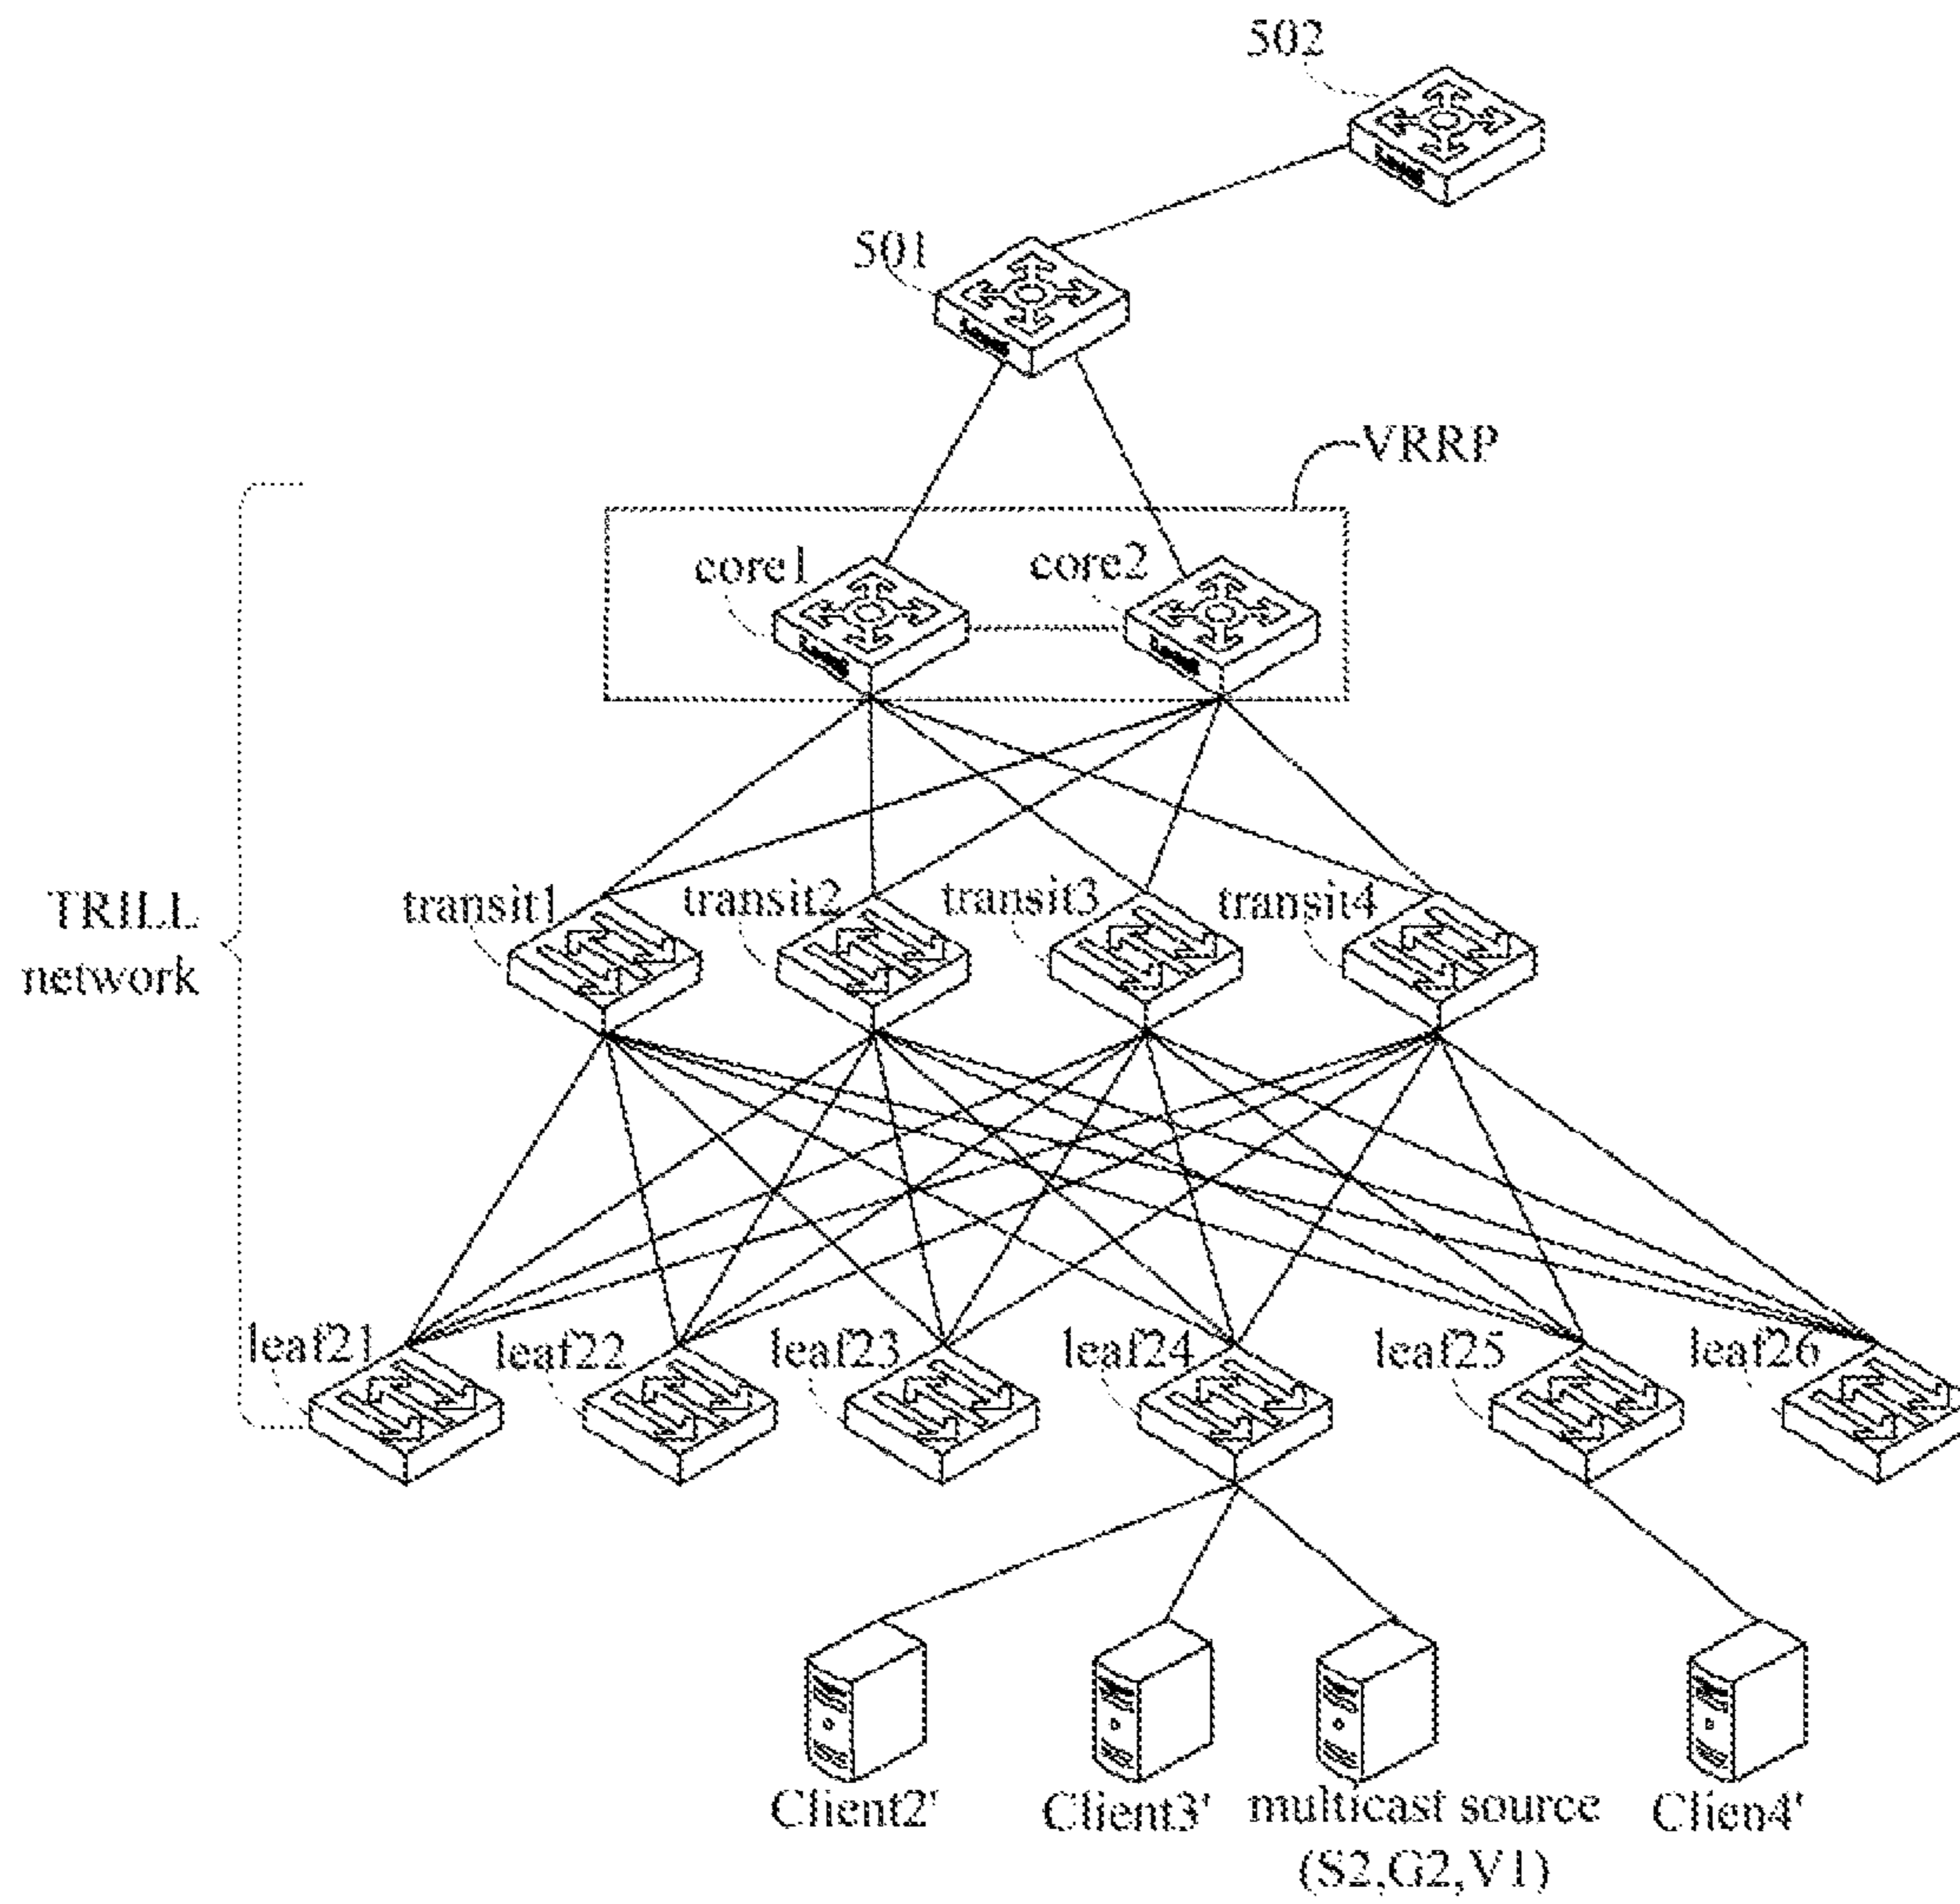 502
501
VRRP
core1
core2
TRILL
network
transit1
transit2
transit3
transit4
leaf21
leaf22
leaf23
leaf24
leaf25
leaf26
Client2'
Client3'
multicast source
(S2,G2,V1)
Clien4'